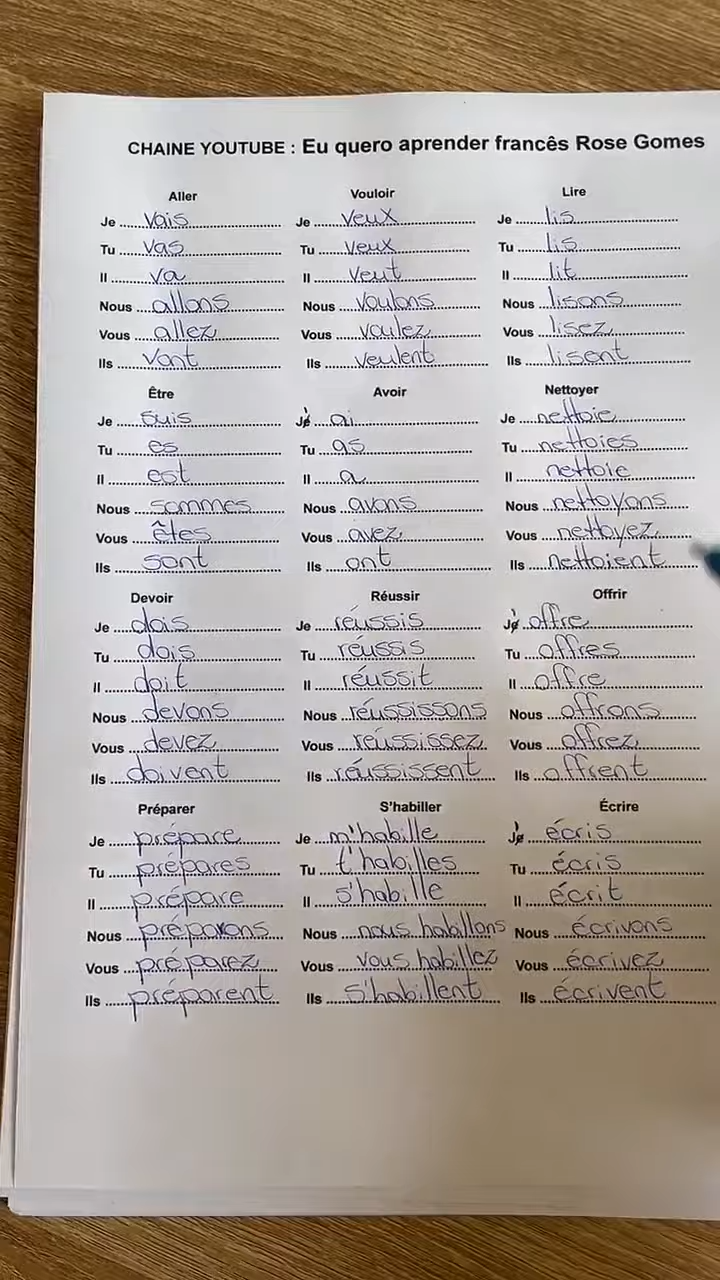 CHAINE YOUTUBE : Eu quero aprender francês Rose Gomes
Aller Vouloir Lire
Je vais Je veux Je lis
Tu vas Tu veux Tu lis
Il va Il veut Il lit
Nous allons Nous voulons Nous lisons
Vous allez Vous voulez Vous lisez
Ils vont Ils veulent Ils lisent
Être Avoir Nettoyer
Je suis J' ai Je nettoie
Tu es Tu as Tu nettoies
Il est Il a Il nettoie
Nous sommes Nous avons Nous nettoyons
Vous êtes Vous avez Vous nettoyez
Ils sont Ils ont Ils nettoient
Devoir Réussir Offrir
Je dois Je réussis J' offre
Tu dois Tu réussis Tu offres
Il doit Il réussit Il offre
Nous devons Nous réussissons Nous offrons
Vous devez Vous réussissez Vous offrez
Ils doivent Ils réussissent Ils offrent
Préparer S'habiller Écrire
Je prépare Je m'habille J' écris
Tu prépares Tu t'habilles Tu écris
Il prépare Il s'habille Il écrit
Nous préparons Nous nous habillons Nous écrivons
Vous préparez Vous vous habillez Vous écrivez
Ils préparent Ils s'habillent Ils écrivent